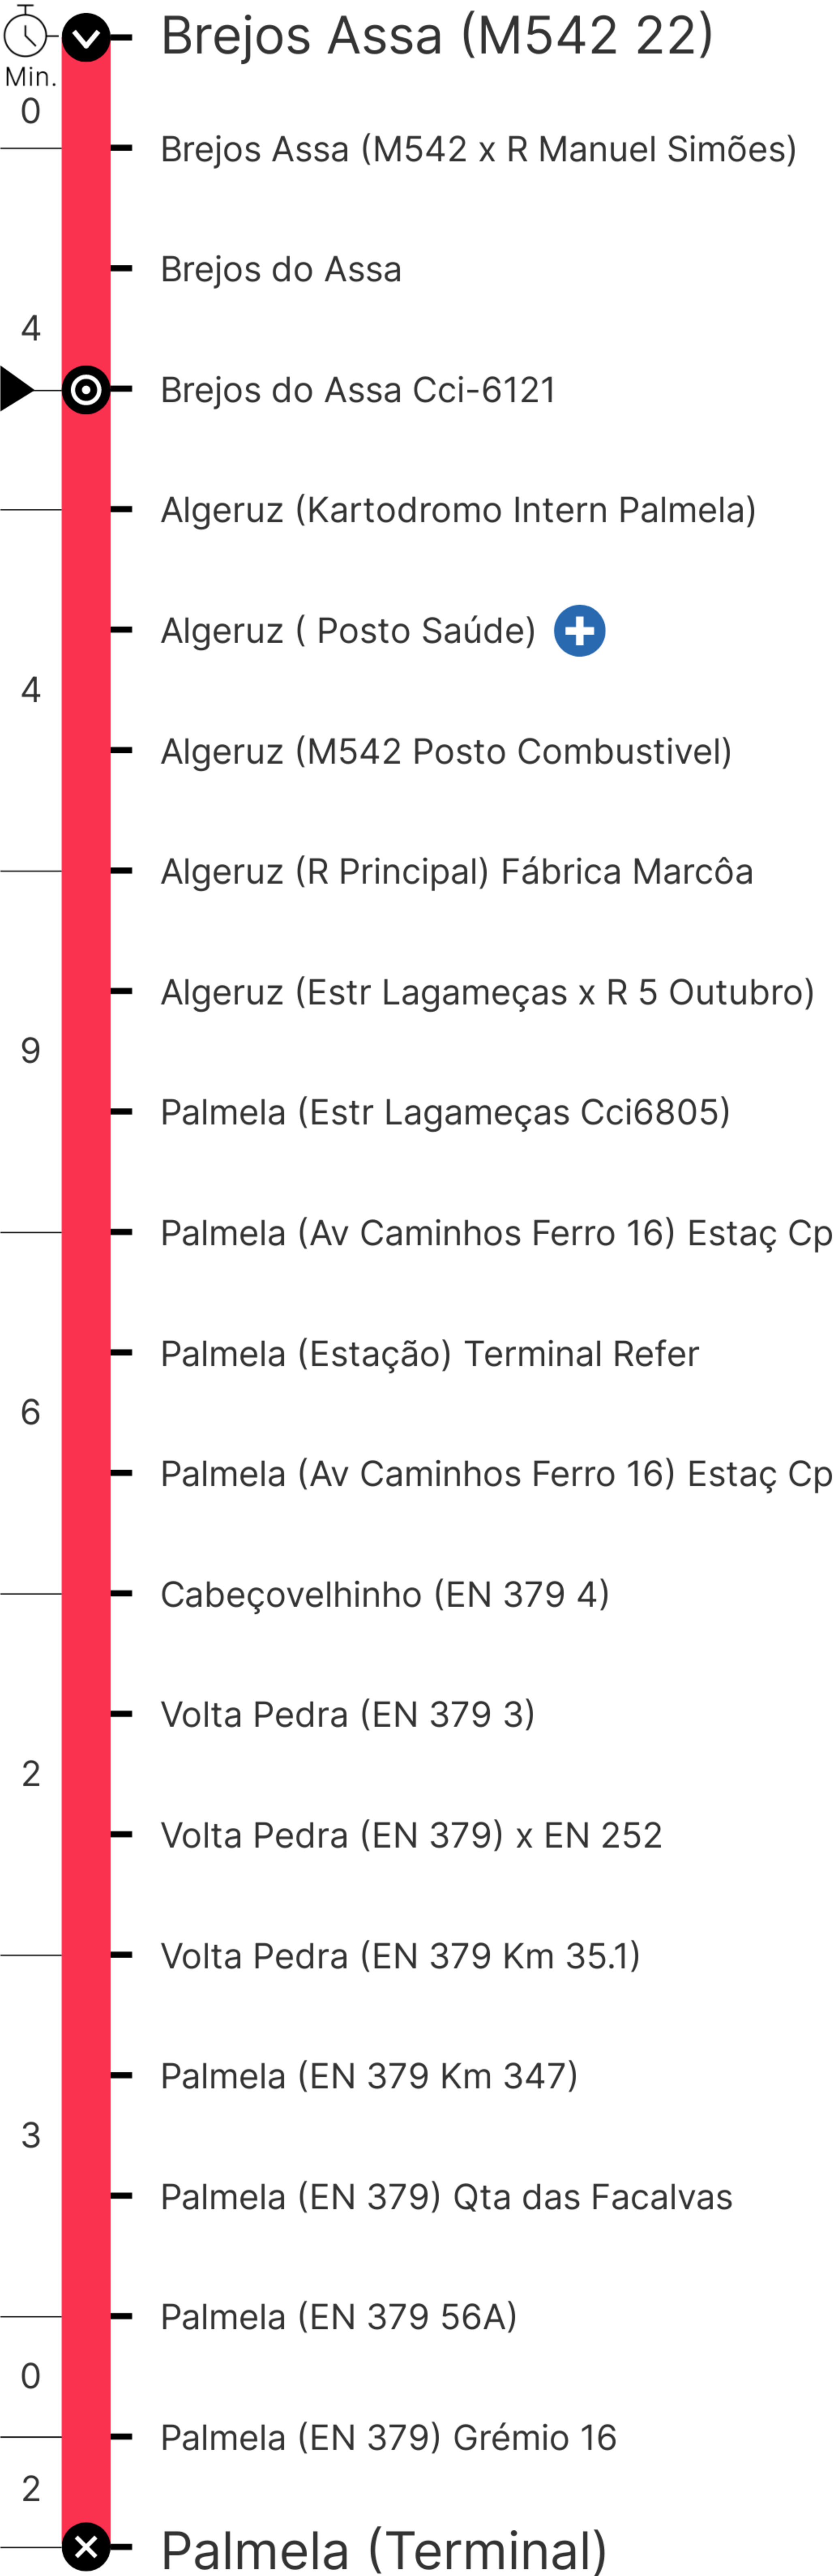 Brejos Assa (M542 22)
Min.
0
Brejos Assa (M542 x R Manuel Simões)
Brejos do Assa
4
Brejos do Assa Cci-6121
Algeruz (Kartodromo Intern Palmela)
Algeruz ( Posto Saúde)
4
Algeruz (M542 Posto Combustivel)
Algeruz (R Principal) Fábrica Marcôa
Algeruz (Estr Lagameças x R 5 Outubro)
9
Palmela (Estr Lagameças Cci6805)
Palmela (Av Caminhos Ferro 16) Estaç Cp
Palmela (Estação) Terminal Refer
6
Palmela (Av Caminhos Ferro 16) Estaç Cp
Cabeçovelhinho (EN 379 4)
Volta Pedra (EN 379 3)
2
Volta Pedra (EN 379) x EN 252
Volta Pedra (EN 379 Km 35.1)
Palmela (EN 379 Km 347)
3
Palmela (EN 379) Qta das Facalvas
Palmela (EN 379 56A)
0
Palmela (EN 379) Grémio 16
2
Palmela (Terminal)